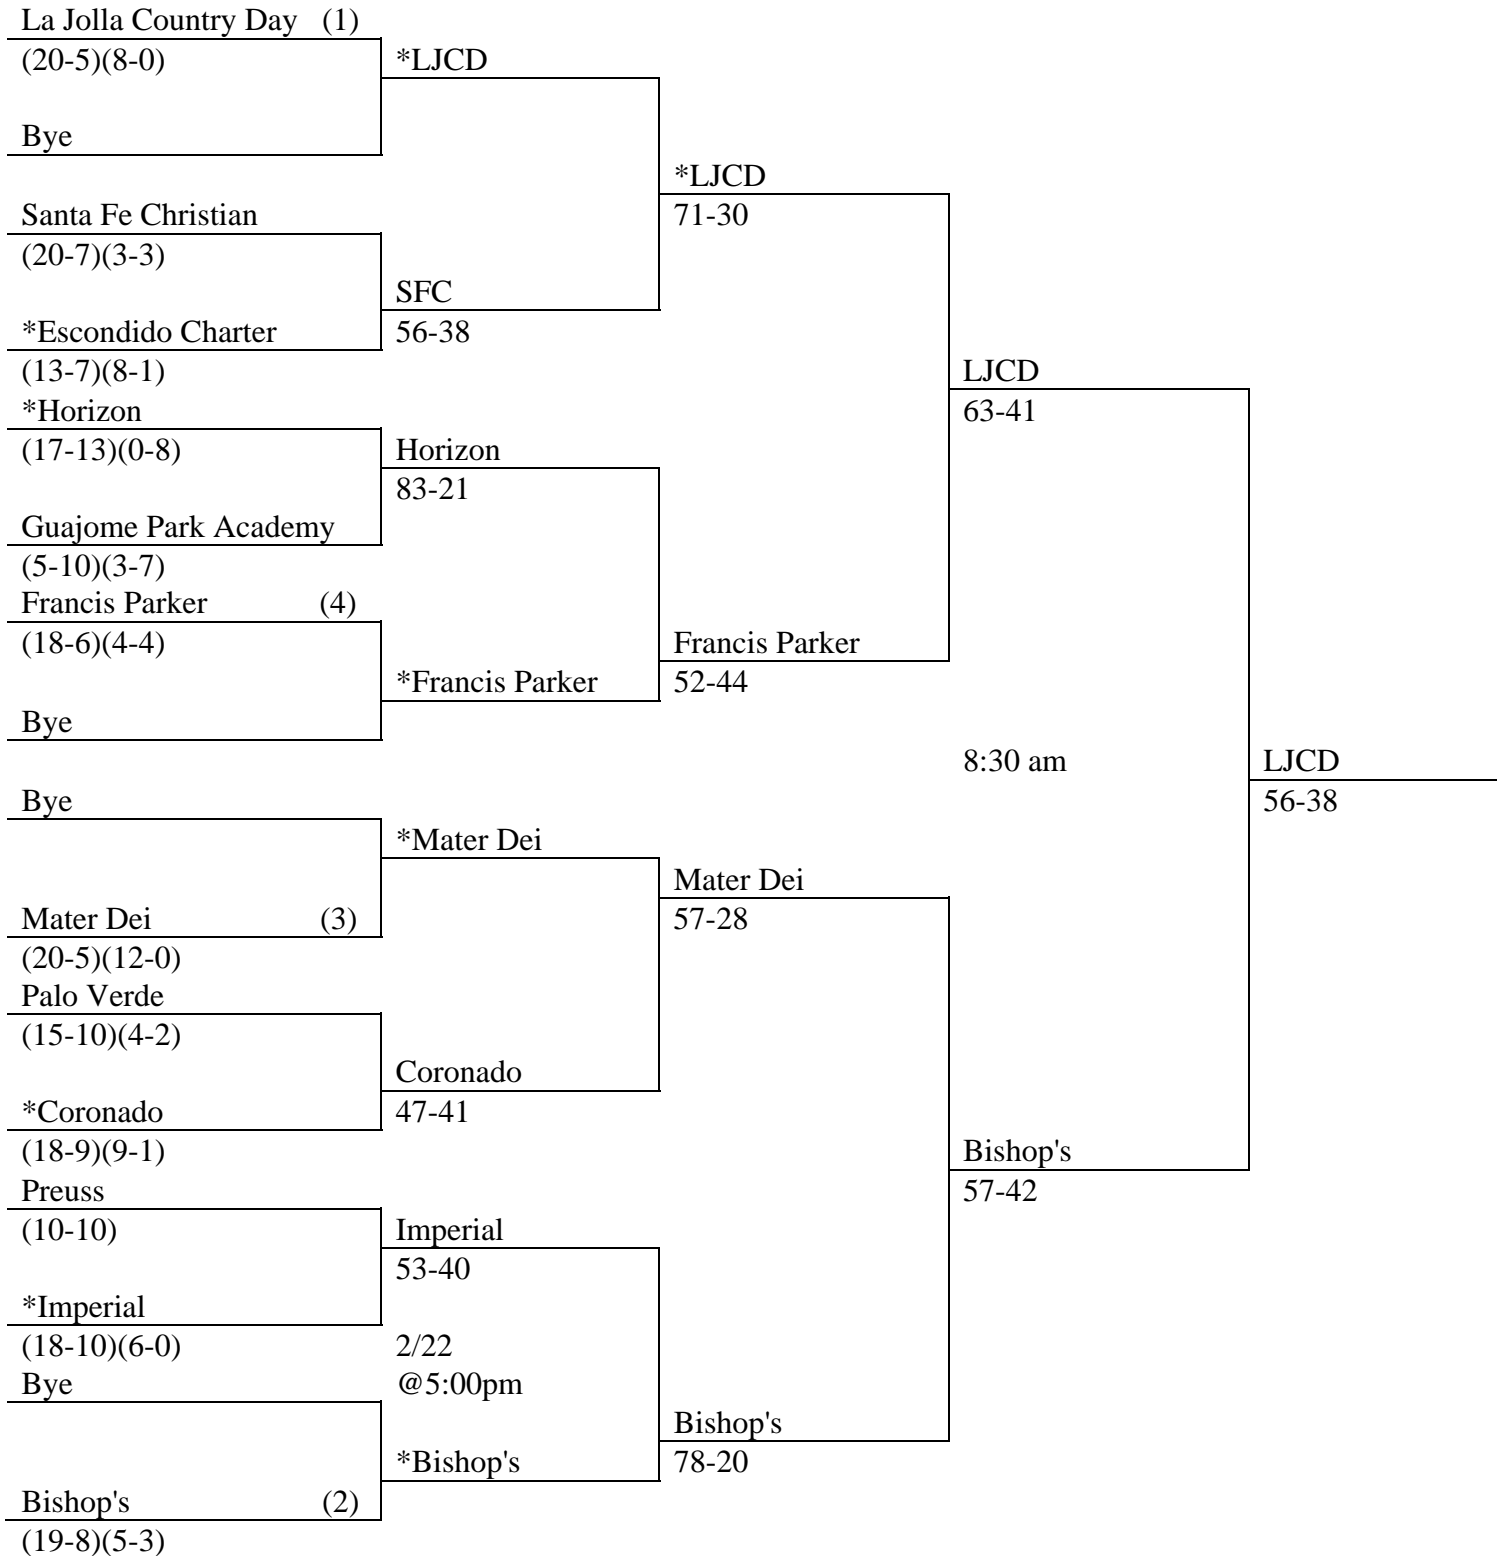 La Jolla Country Day (1)
(20-5)(8-0)
*LJCD
Bye
*LJCD
71-30
Santa Fe Christian
(20-7)(3-3)
SFC
56-38
*Escondido Charter
(13-7)(8-1)
LJCD
63-41
*Horizon
(17-13)(0-8)
Horizon
83-21
Guajome Park Academy
(5-10)(3-7)
Francis Parker (4)
(18-6)(4-4)
Francis Parker
52-44
*Francis Parker
Bye
8:30 am
LJCD
56-38
Bye
*Mater Dei
Mater Dei
57-28
Mater Dei (3)
(20-5)(12-0)
Palo Verde
(15-10)(4-2)
Coronado
47-41
*Coronado
(18-9)(9-1)
Bishop's
57-42
Preuss
(10-10)
Imperial
53-40
*Imperial
(18-10)(6-0)
2/22
@5:00pm
Bye
Bishop's
78-20
*Bishop's
Bishop's (2)
(19-8)(5-3)